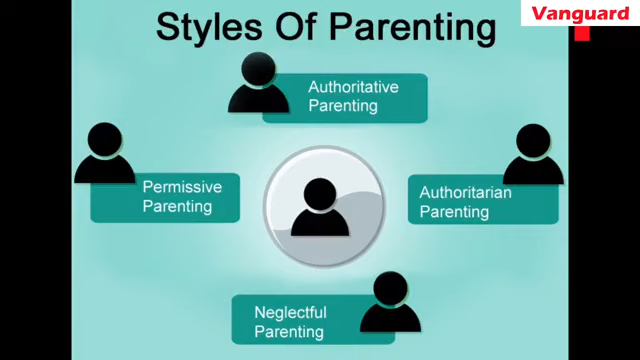 Vanguard
Styles Of Parenting
Authoritative
Parenting
Permissive
Parenting
Authoritarian
Parenting
Neglectful
Parenting